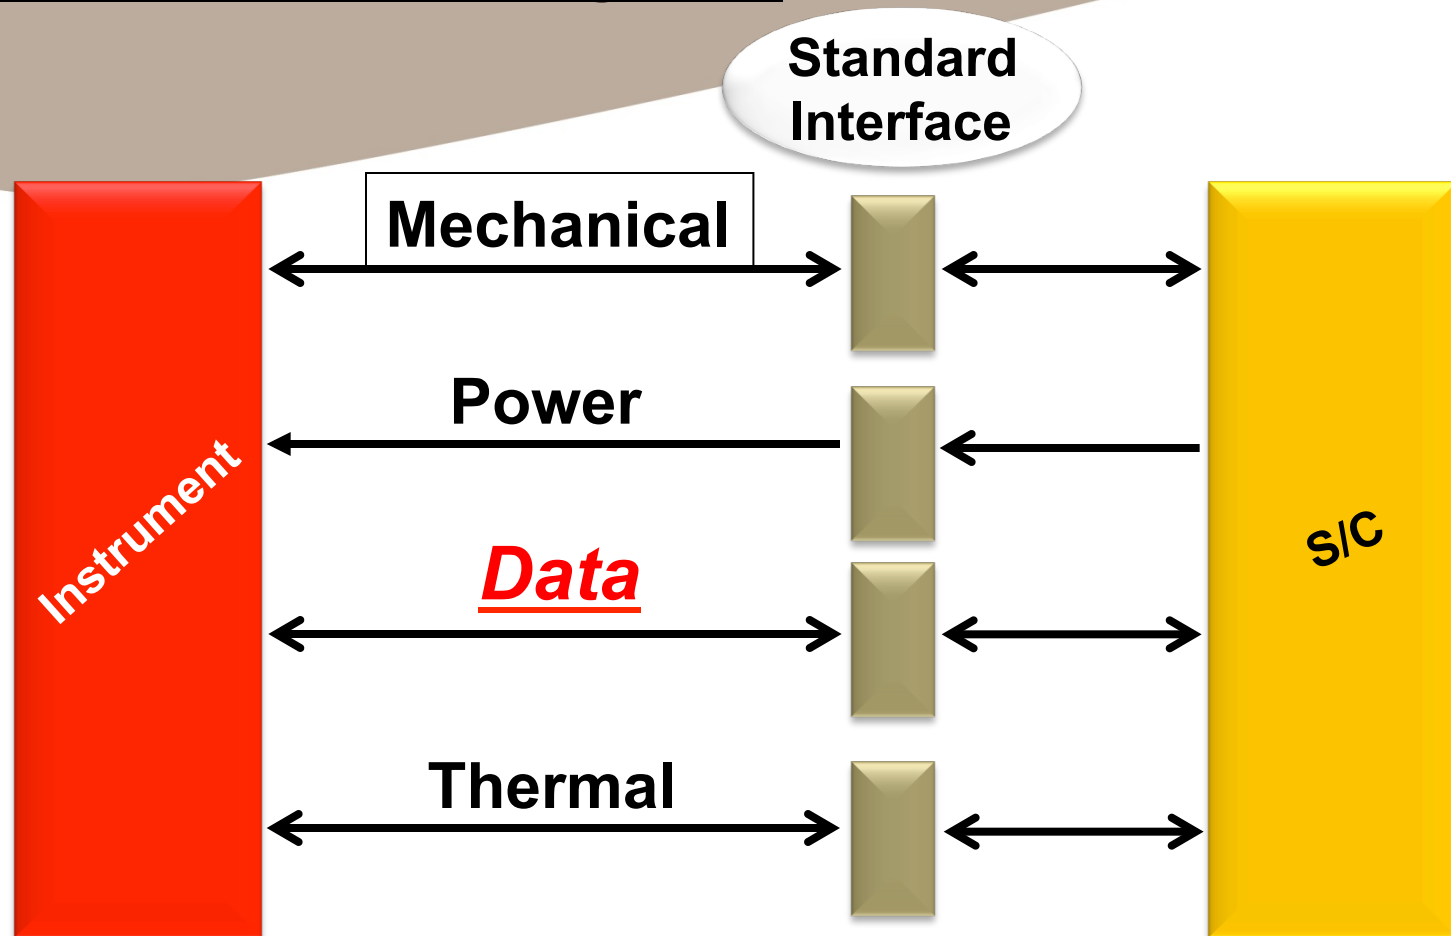 Standard
Interface
Mechanical
Power
Data
Thermal
Instrument
S/C